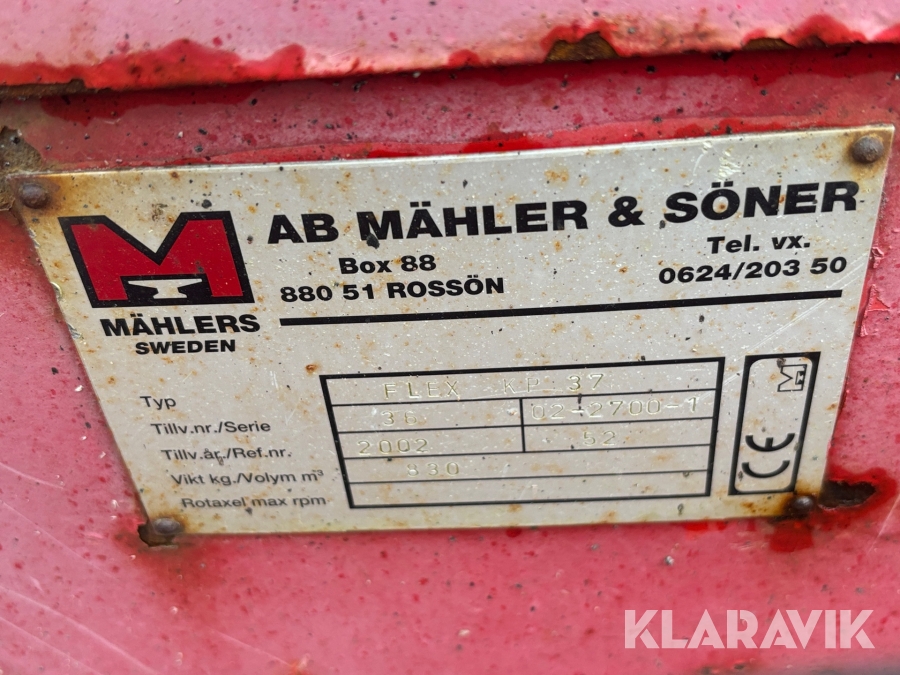 M
MÄHLERS
SWEDEN
AB MÄHLER & SÖNER
Box 88
880 51 ROSSÖN
Tel. vx.
0624/203 50
Typ FLEX KP 37
Tillv.nr./Serie 36 02-2700-1
Tillv.år./Ref.nr. 2002 52
Vikt kg./Volym m³ 830
Rotaxel max rpm
CE
KLARAVIK